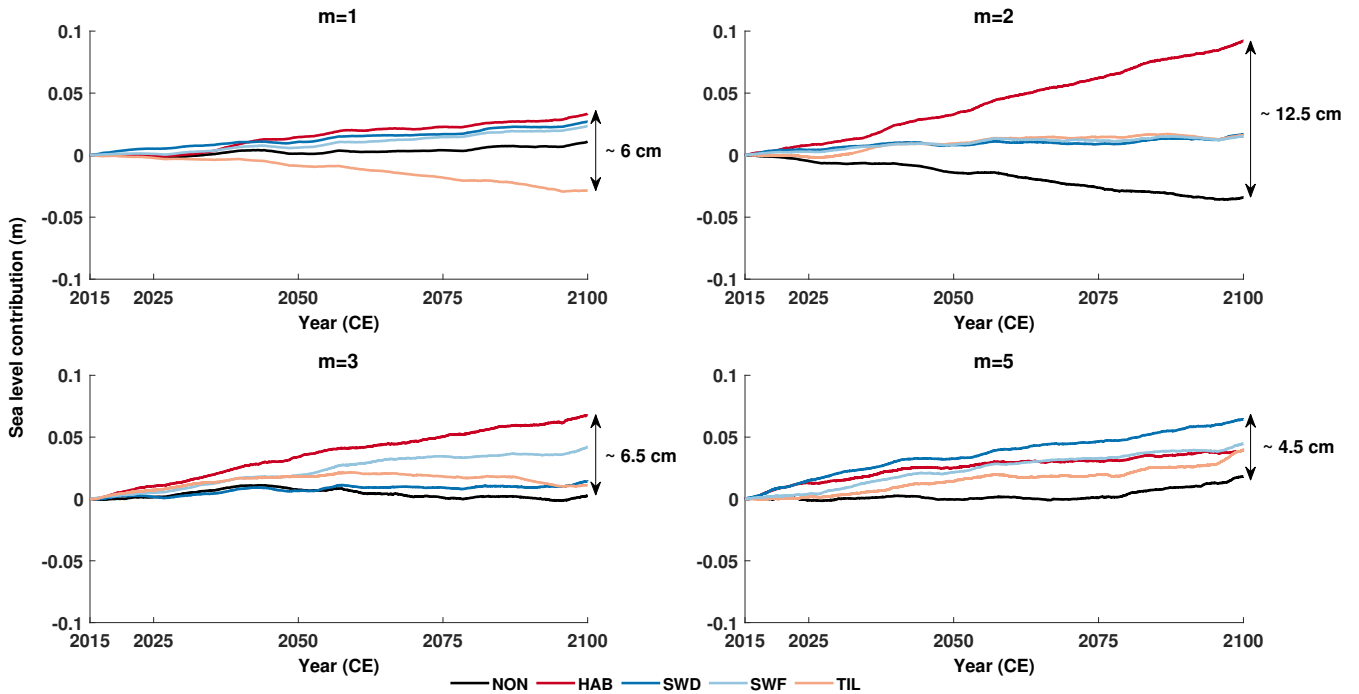 m=1
0.1
0.05
0
-0.05
-0.1
~ 6 cm
2015 2025 2050 2075 2100
Year (CE)
m=2
0.1
0.05
0
-0.05
-0.1
~ 12.5 cm
2015 2025 2050 2075 2100
Year (CE)
Sea level contribution (m)
m=3
0.1
0.05
0
-0.05
-0.1
~ 6.5 cm
2015 2025 2050 2075 2100
Year (CE)
m=5
0.1
0.05
0
-0.05
-0.1
~ 4.5 cm
2015 2025 2050 2075 2100
Year (CE)
NON HAB SWD SWF TIL